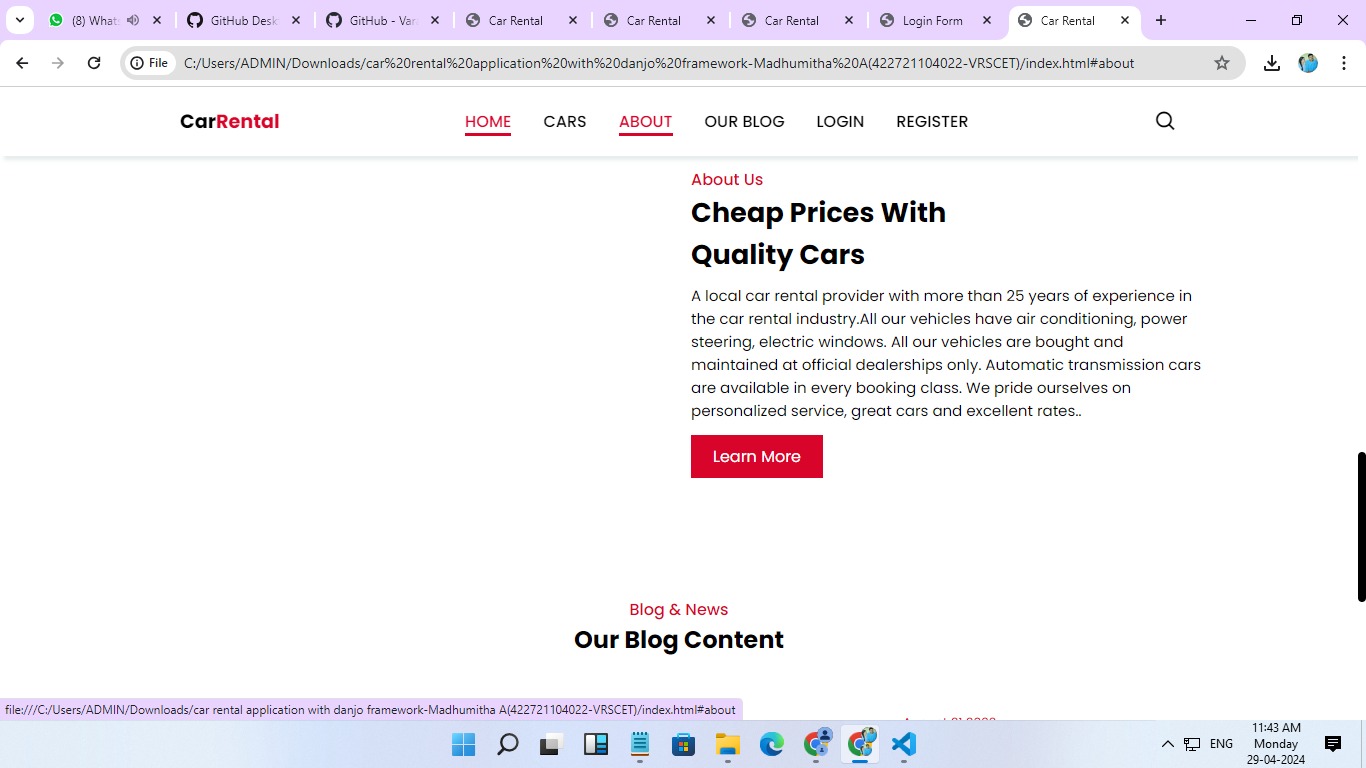 (8) Whats
GitHub Desk
GitHub - Var
Car Rental
Car Rental
Car Rental
Login Form
Car Rental
File
C:/Users/ADMIN/Downloads/car%20rental%20application%20with%20danjo%20framework-Madhumitha%20A(422721104022-VRSCET)/index.html#about
CarRental
HOME
CARS
ABOUT
OUR BLOG
LOGIN
REGISTER
About Us
Cheap Prices With
Quality Cars
A local car rental provider with more than 25 years of experience in
the car rental industry.All our vehicles have air conditioning, power
steering, electric windows. All our vehicles are bought and
maintained at official dealerships only. Automatic transmission cars
are available in every booking class. We pride ourselves on
personalized service, great cars and excellent rates..
Learn More
Blog & News
Our Blog Content
file:///C:/Users/ADMIN/Downloads/car rental application with danjo framework-Madhumitha A(422721104022-VRSCET)/index.html#about
ENG
11:43 AM
Monday
29-04-2024